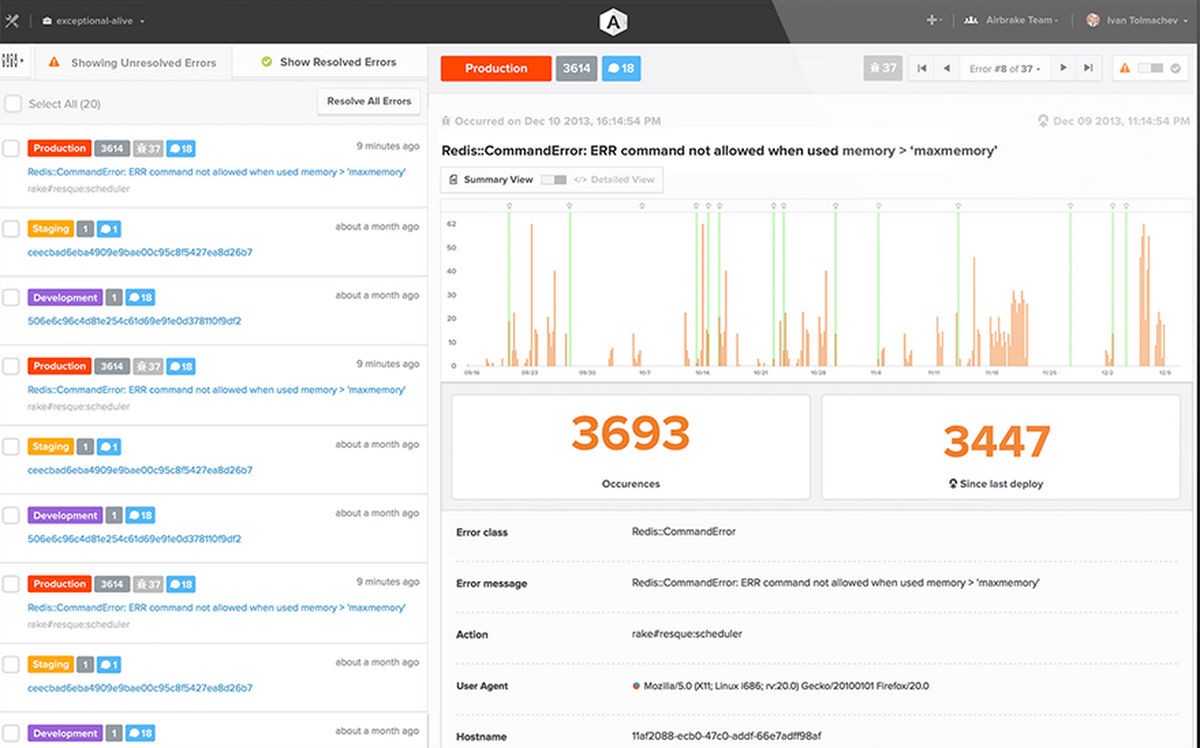 exceptional-alive
A
Airbrake Team
Ivan Tolmachev
Showing Unresolved Errors
Show Resolved Errors
Select All (20)
Resolve All Errors
Production 3614 37 18
9 minutes ago
Redis::CommandError: ERR command not allowed when used memory > 'maxmemory'
rake#resque:scheduler
Staging 1 1
about a month ago
ceecbad6eba4909e9bae00c95c8f5427ea8d26b7
Development 1 18
about a month ago
506e6c96c4d81e254c61d69e91e0d378110f9df2
Production 3614 37 18
9 minutes ago
Redis::CommandError: ERR command not allowed when used memory > 'maxmemory'
rake#resque:scheduler
Staging 1 1
about a month ago
ceecbad6eba4909e9bae00c95c8f5427ea8d26b7
Development 1 18
about a month ago
506e6c96c4d81e254c61d69e91e0d378110f9df2
Production 3614 37 18
9 minutes ago
Redis::CommandError: ERR command not allowed when used memory > 'maxmemory'
rake#resque:scheduler
Staging 1 1
about a month ago
ceecbad6eba4909e9bae00c95c8f5427ea8d26b7
Development 1 18
about a month ago
Production 3614 18
37
Error #8 of 37
Occurred on Dec 10 2013, 16:14:54 PM
Dec 09 2013, 11:14:54 PM
Redis::CommandError: ERR command not allowed when used memory > 'maxmemory'
Summary View </> Detailed View
62
50
40
30
20
10
0
09/16 09/23 09/30 10/7 10/14 10/21 10/28 11/4 11/11 11/18 11/25 12/2 12/9
3693
Occurences
3447
Since last deploy
Error class Redis::CommandError
Error message Redis::CommandError: ERR command not allowed when used memory > 'maxmemory'
Action rake#resque:scheduler
User Agent Mozilla/5.0 (X11; Linux i686; rv:20.0) Gecko/20100101 Firefox/20.0
Hostname 11af2088-ecb0-47c0-addf-66e7adff98af